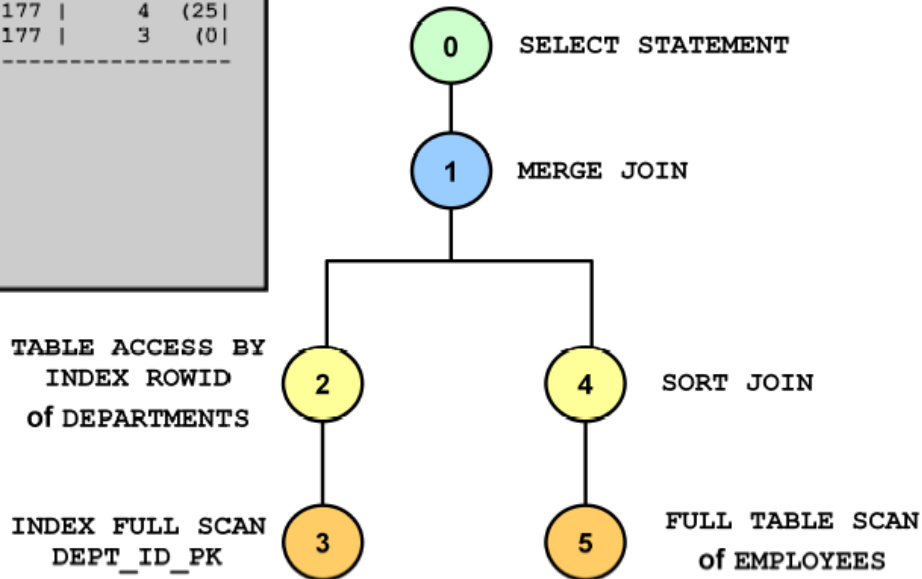 177 | 4 (25|
177 | 3 (0|
-----------------
0 SELECT STATEMENT
1 MERGE JOIN
TABLE ACCESS BY
INDEX ROWID
of DEPARTMENTS
2
4 SORT JOIN
INDEX FULL SCAN
DEPT_ID_PK
3
5
FULL TABLE SCAN
of EMPLOYEES